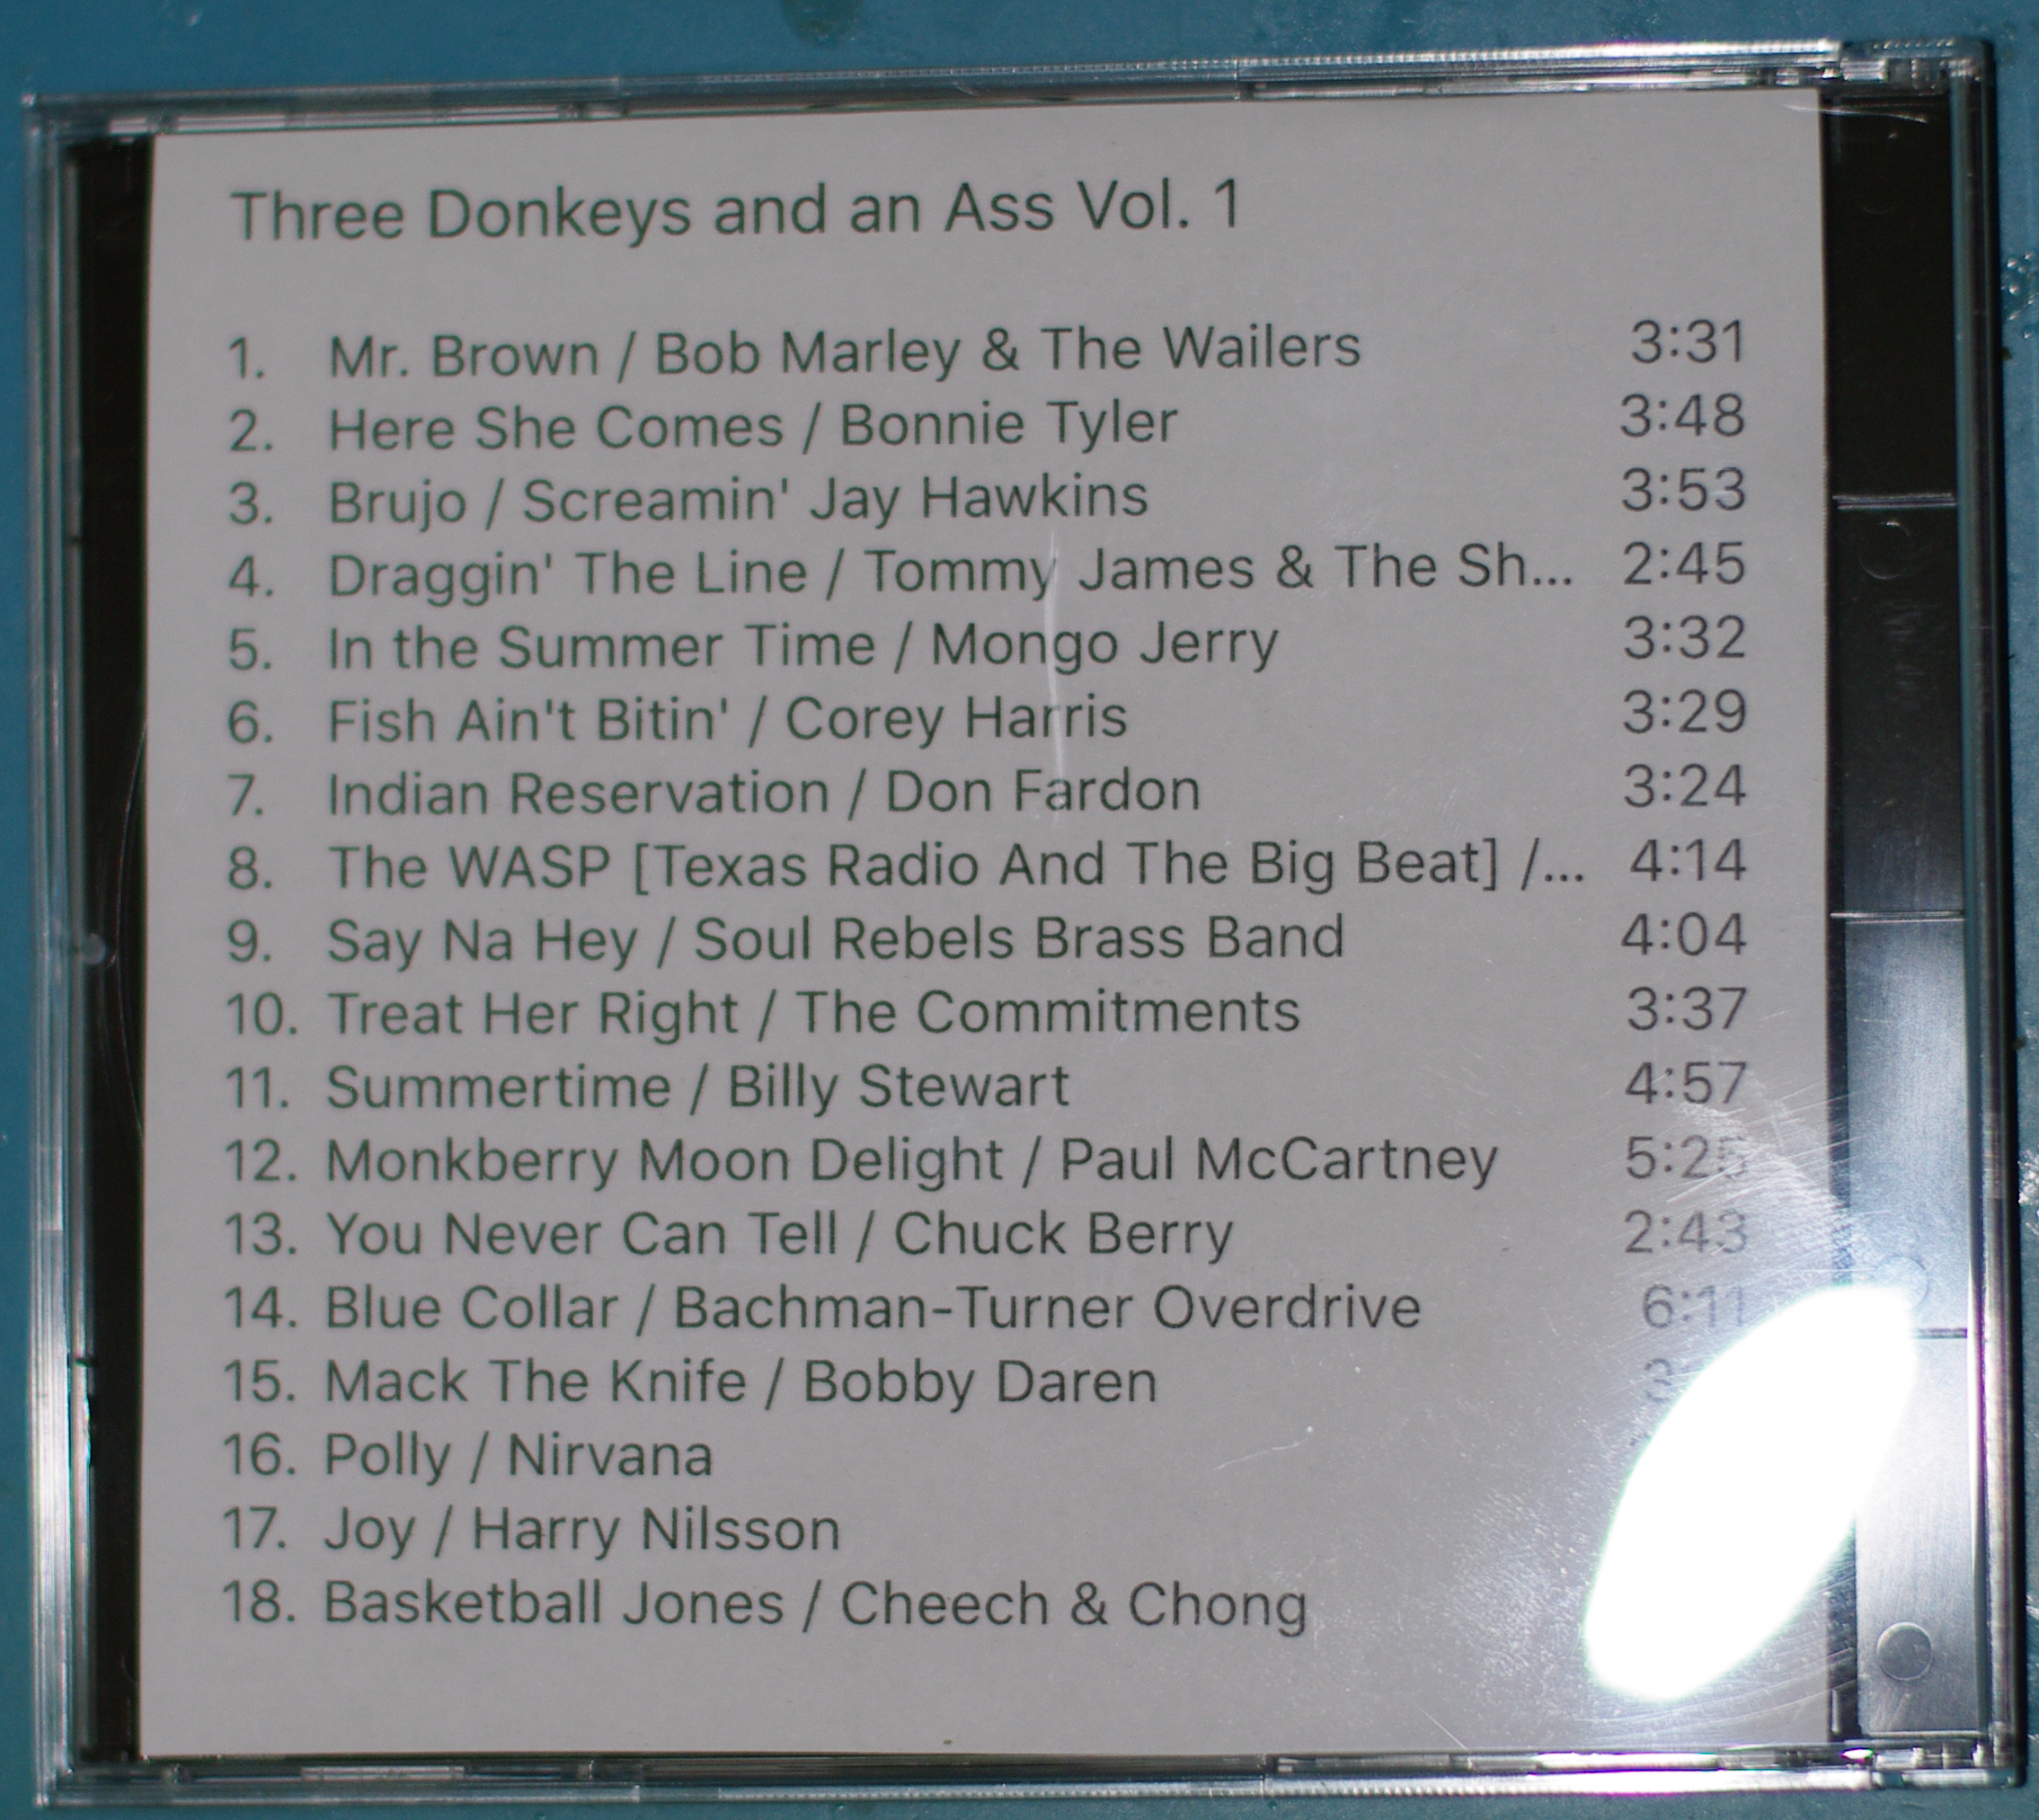 Three Donkeys and an Ass Vol. 1
1. Mr. Brown / Bob Marley & The Wailers 3:31
2. Here She Comes / Bonnie Tyler 3:48
3. Brujo / Screamin' Jay Hawkins 3:53
4. Draggin' The Line / Tommy James & The Sh... 2:45
5. In the Summer Time / Mongo Jerry 3:32
6. Fish Ain't Bitin' / Corey Harris 3:29
7. Indian Reservation / Don Fardon 3:24
8. The WASP [Texas Radio And The Big Beat] /... 4:14
9. Say Na Hey / Soul Rebels Brass Band 4:04
10. Treat Her Right / The Commitments 3:37
11. Summertime / Billy Stewart 4:57
12. Monkberry Moon Delight / Paul McCartney 5:25
13. You Never Can Tell / Chuck Berry 2:43
14. Blue Collar / Bachman-Turner Overdrive 6:11
15. Mack The Knife / Bobby Daren
16. Polly / Nirvana
17. Joy / Harry Nilsson
18. Basketball Jones / Cheech & Chong